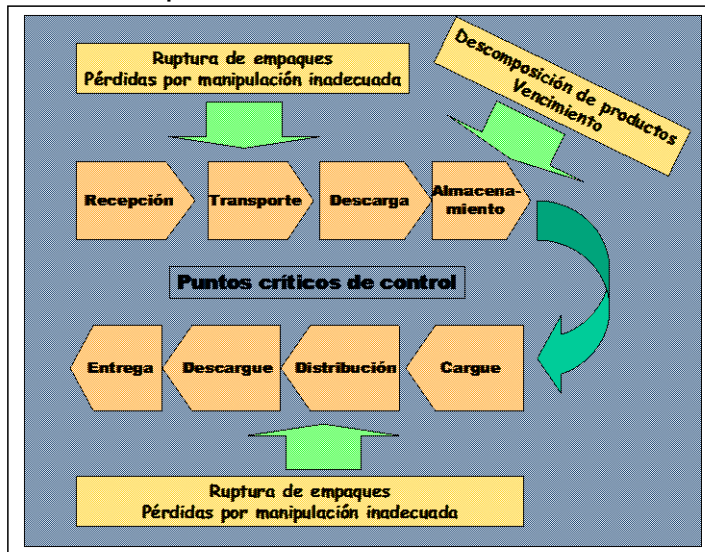 Ruptura de empaques
Pérdidas por manipulación inadecuada
Descomposición de productos
Vencimiento
Recepción
Transporte
Descarga
Almacena-
miento
Puntos críticos de control
Entrega
Descargue
Distribución
Cargue
Ruptura de empaques
Pérdidas por manipulación inadecuada